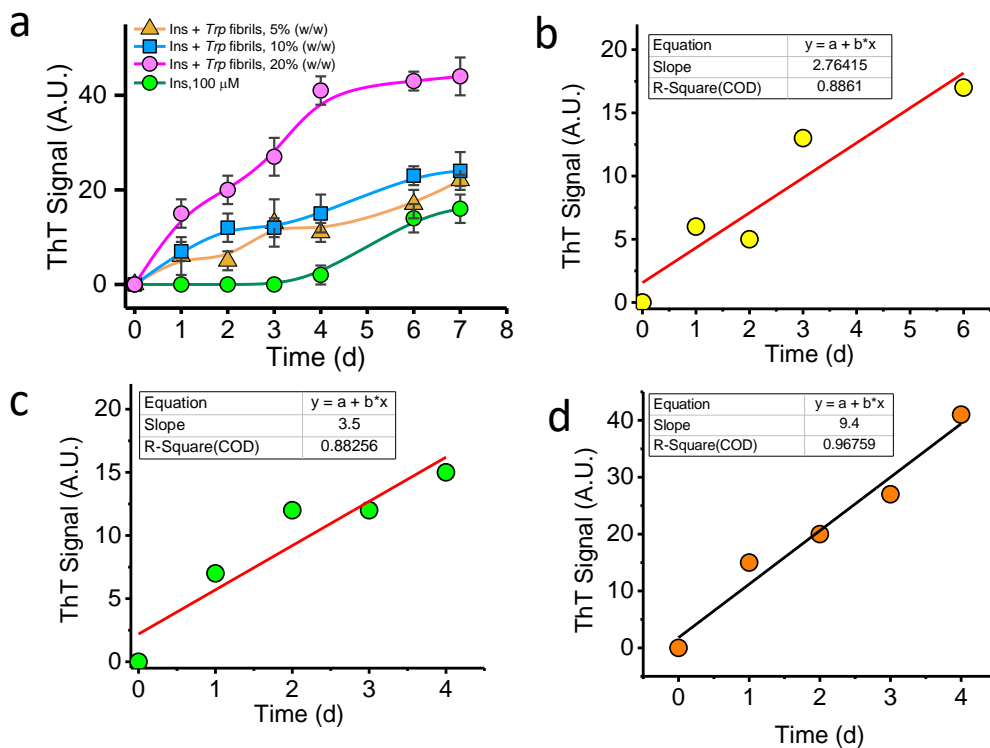 a
Ins + Trp fibrils, 5% (w/w)
Ins + Trp fibrils, 10% (w/w)
Ins + Trp fibrils, 20% (w/w)
Ins,100 μM
ThT Signal (A.U.)
40
20
0
0 1 2 3 4 5 6 7 8
Time (d)
b
Equation y = a + b*x
Slope 2.76415
R-Square(COD) 0.8861
ThT Signal (A.U.)
20
15
10
5
0
0 1 2 3 4 5 6
Time (d)
c
Equation y = a + b*x
Slope 3.5
R-Square(COD) 0.88256
ThT Signal (A.U.)
20
15
10
5
0
0 1 2 3 4
Time (d)
d
Equation y = a + b*x
Slope 9.4
R-Square(COD) 0.96759
ThT Signal (A.U.)
40
30
20
10
0
0 1 2 3 4
Time (d)